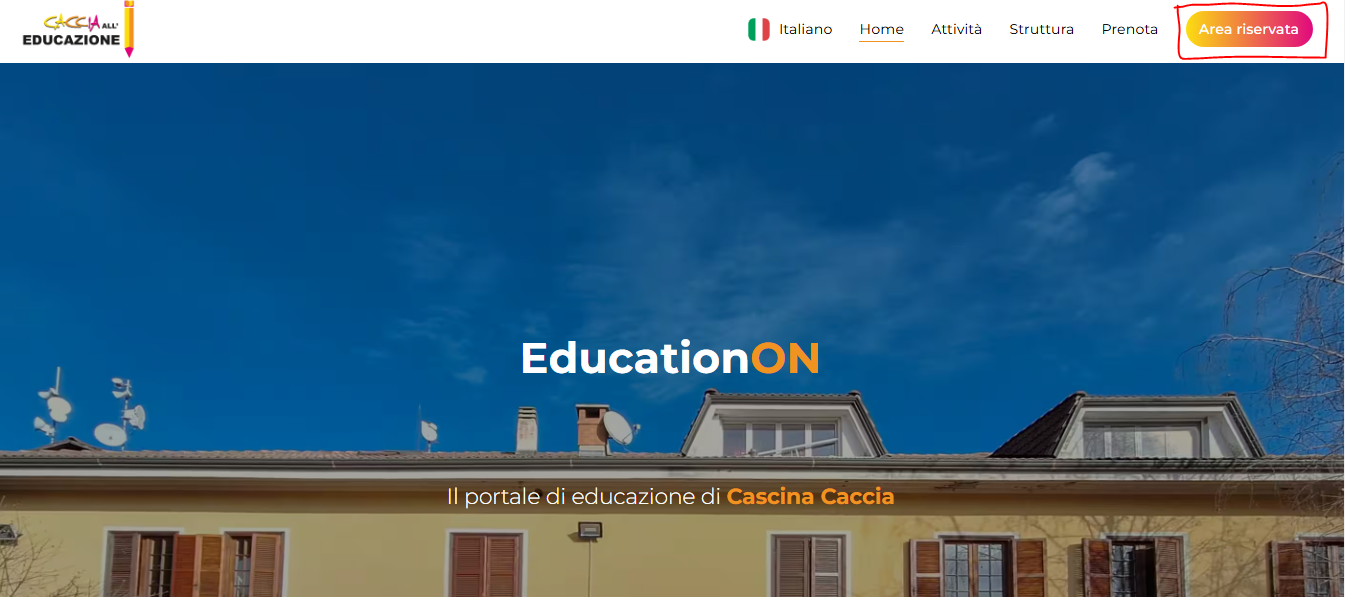 CACCIA ALL'
EDUCAZIONE
Italiano Home Attività Struttura Prenota Area riservata
EducationON
Il portale di educazione di Cascina Caccia